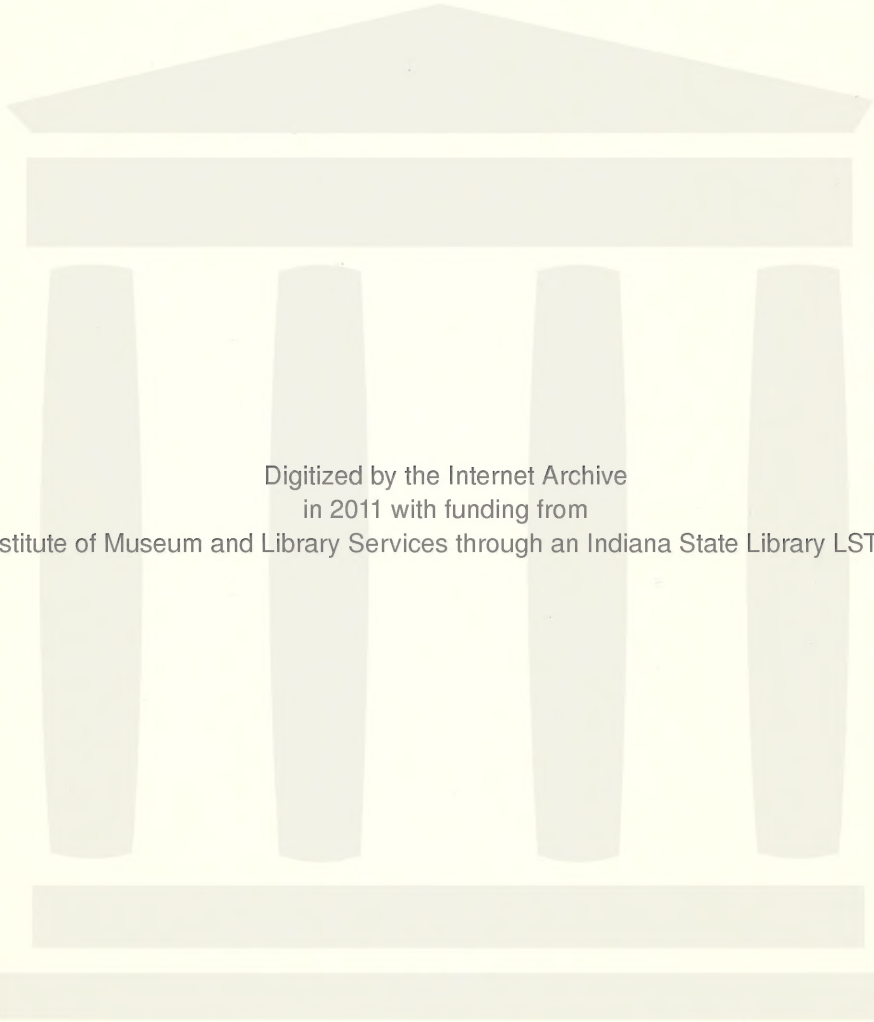 Digitized by the Internet Archive
in 2011 with funding from
stitute of Museum and Library Services through an Indiana State Library LST